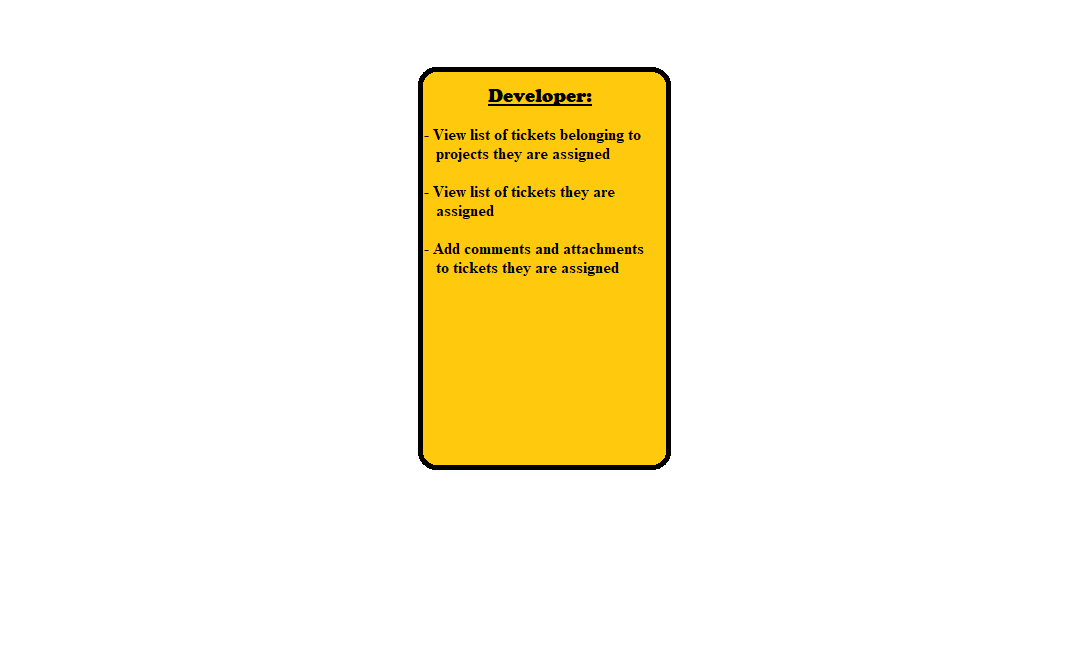 Developer:
- View list of tickets belonging to
projects they are assigned
- View list of tickets they are
assigned
- Add comments and attachments
to tickets they are assigned